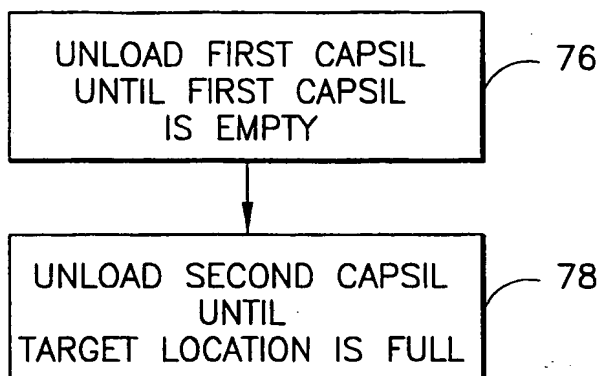 UNLOAD FIRST CAPSIL
UNTIL FIRST CAPSIL
IS EMPTY
76
UNLOAD SECOND CAPSIL
UNTIL
TARGET LOCATION IS FULL
78